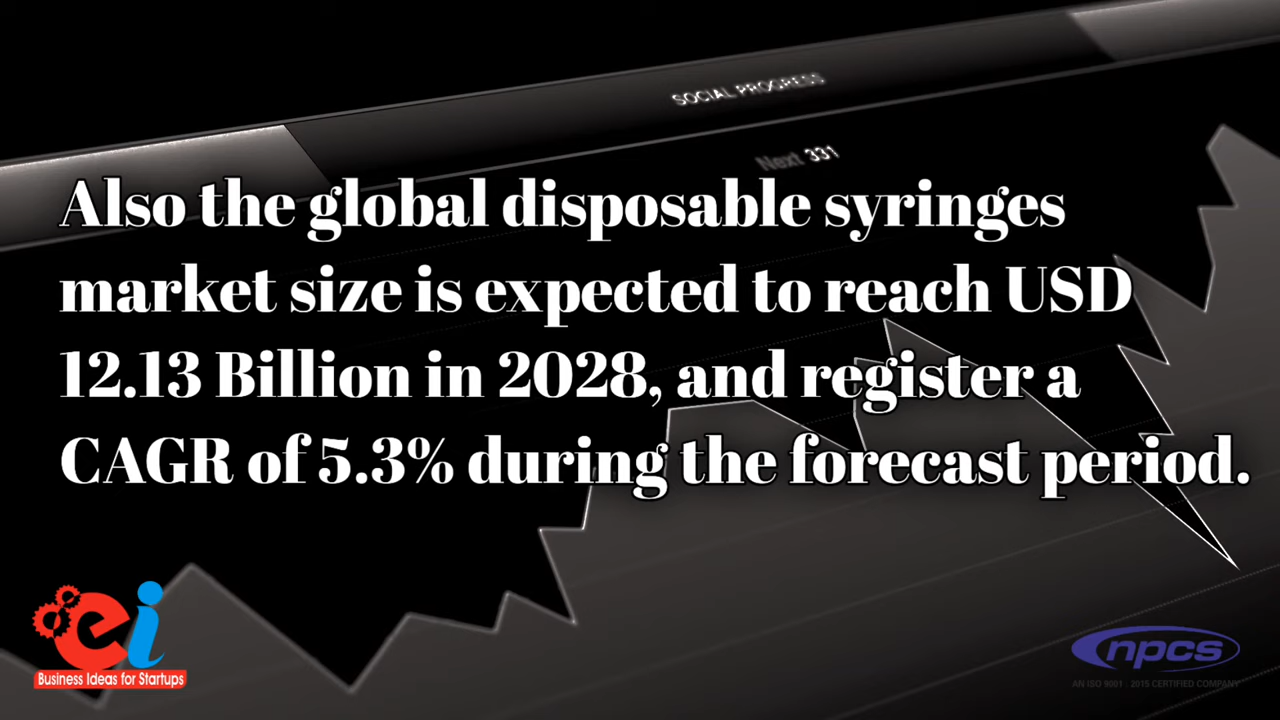 SOCIAL PROGRESS
Next 331
Also the global disposable syringes
market size is expected to reach USD
12.13 Billion in 2028, and register a
CAGR of 5.3% during the forecast period.
ei
Business Ideas for Startups
npcs
AN ISO 9001 : 2015 CERTIFIED COMPANY